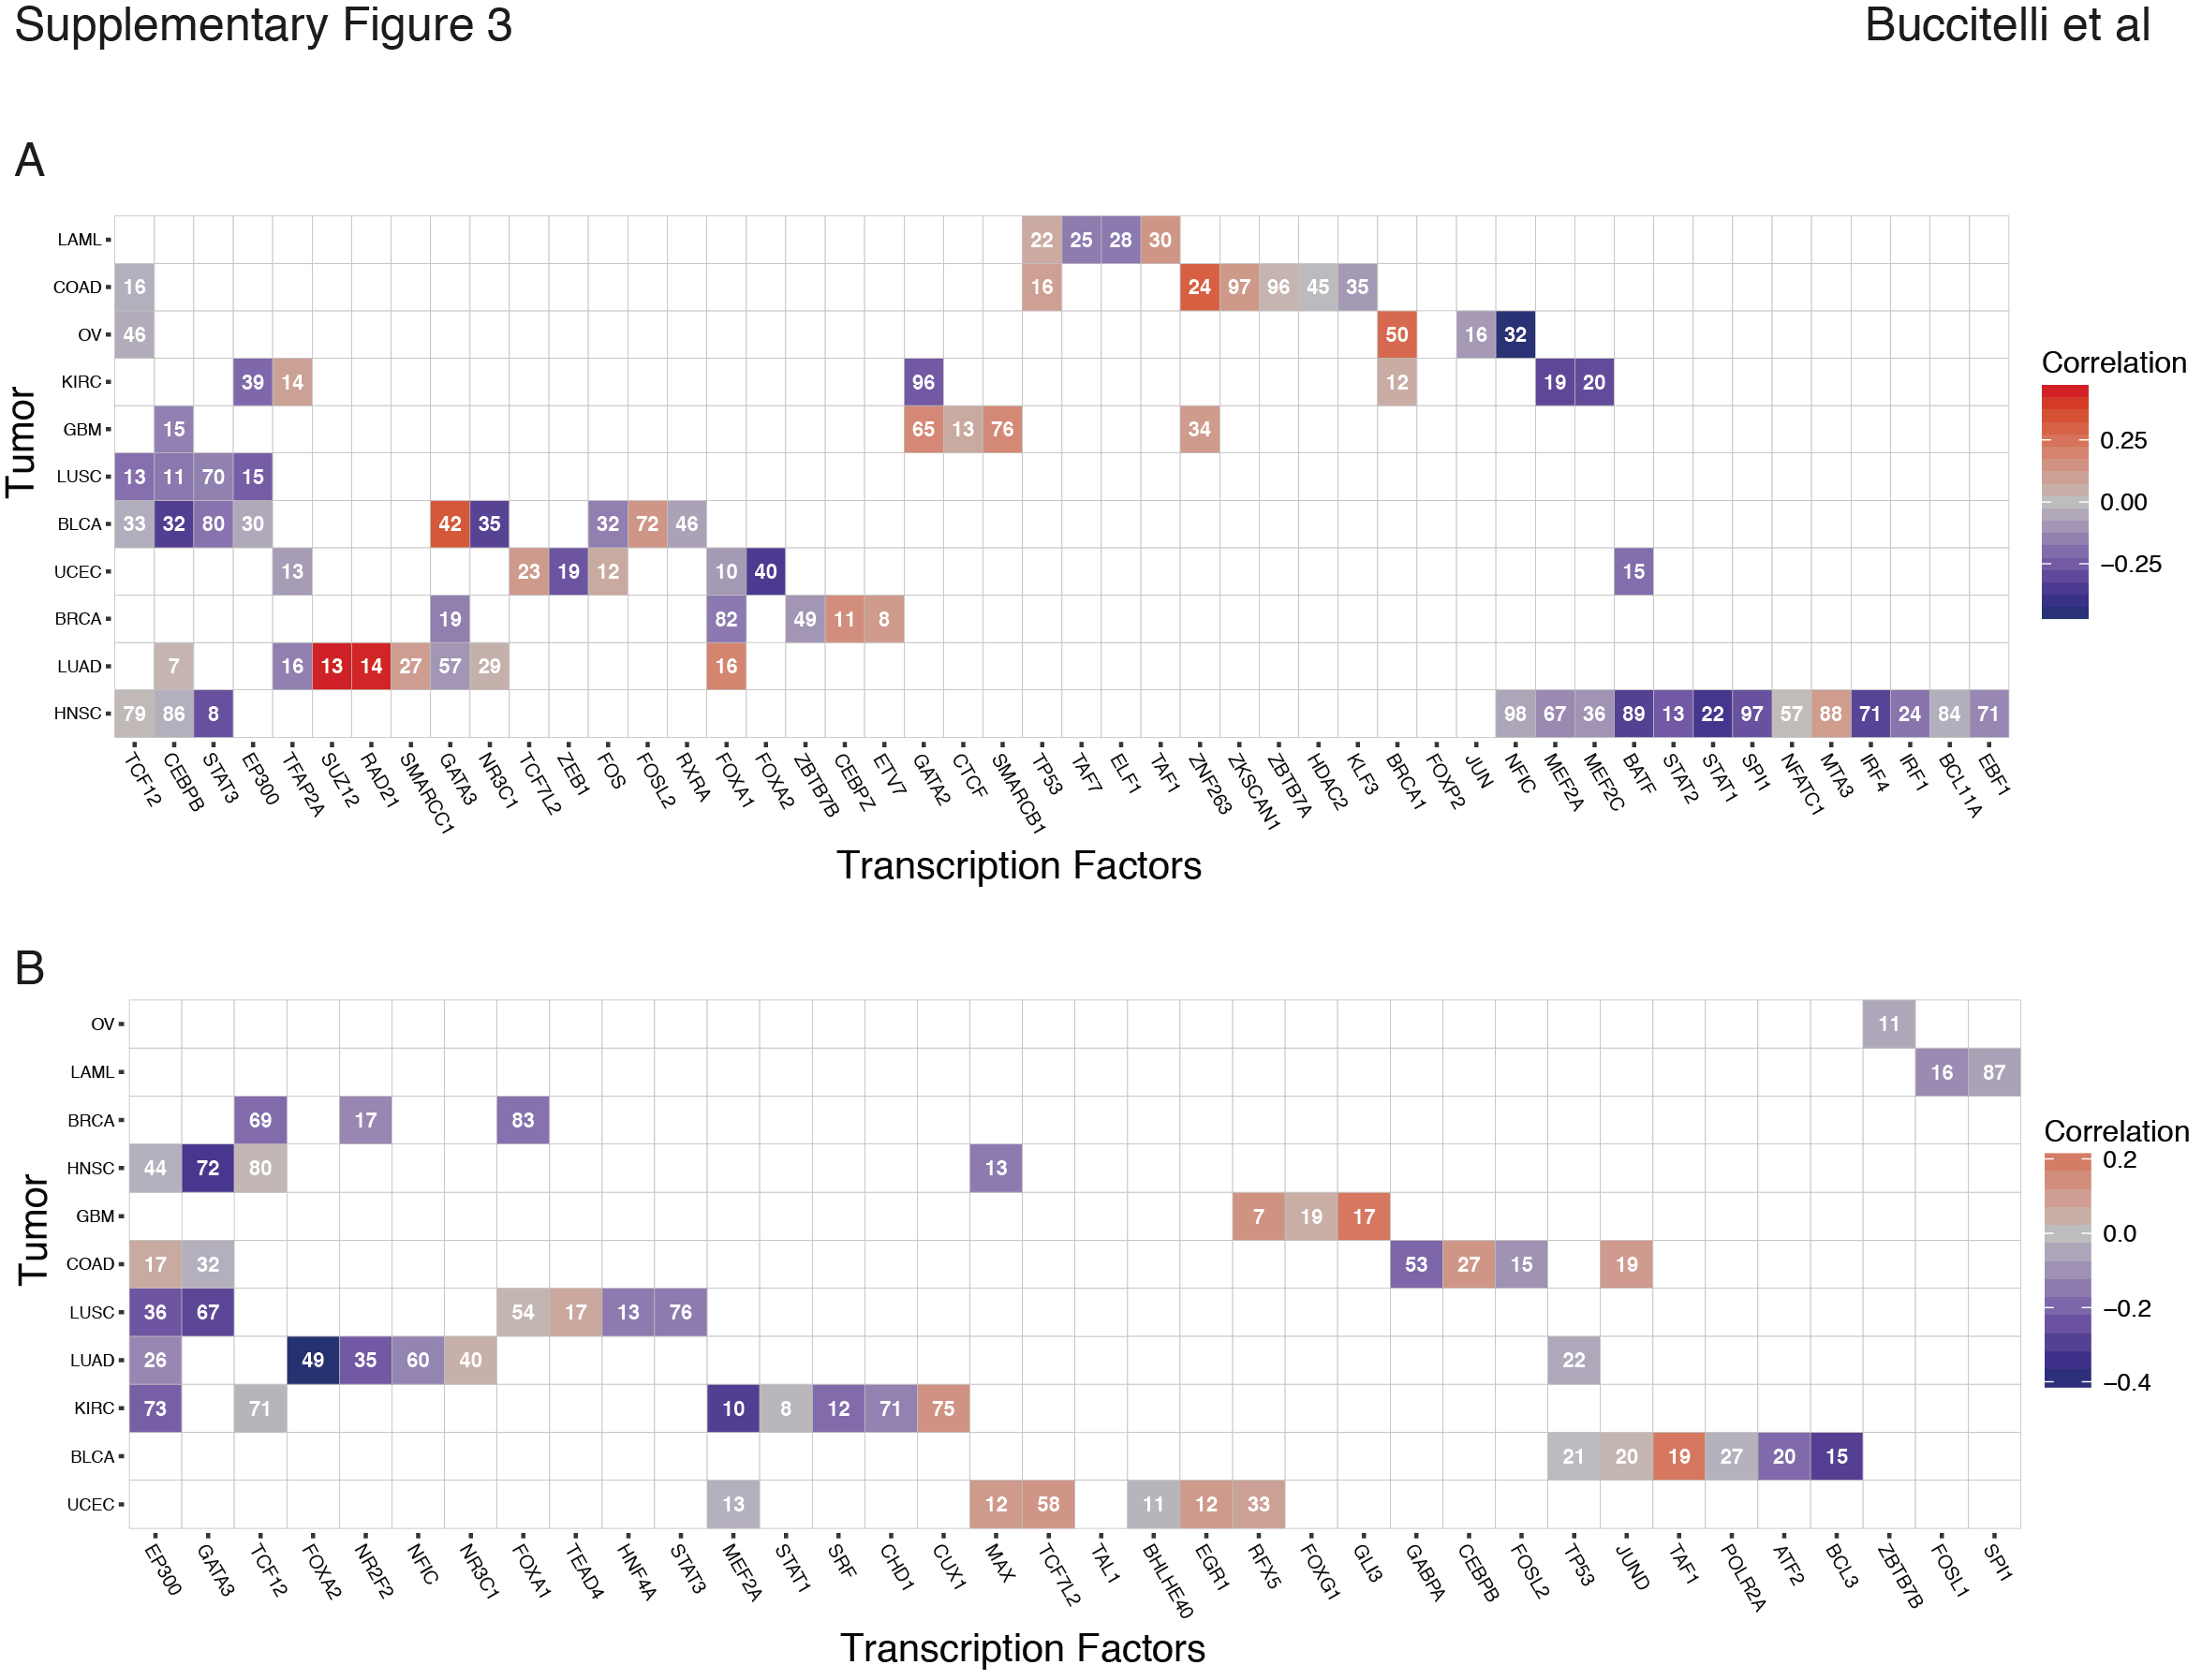 Supplementary Figure 3 Buccitelli et al
A
LAML 22 25 28 30
COAD 16 16 24 97 96 45 35
OV 46 50 16 32
KIRC 39 14 96 12 19 20
GBM 15 65 13 76 34
LUSC 13 11 70 15
BLCA 33 32 80 30 42 35 32 72 46
UCEC 13 23 19 12 10 40 15
BRCA 19 82 49 11 8
LUAD 7 16 13 14 27 57 29 16
HNSC 79 86 8 98 67 36 89 13 22 97 57 88 71 24 84 71
Tumor
TCF12 CEBPB STAT3 EP300 TFAP2A SUZ12 RAD21 SMARCC1 GATA3 NR3C1 TCF7L2 ZEB1 FOS FOSL2 RXRA FOXA1 FOXA2 ZBTB7B CEBPZ ETV7 GATA2 CTCF SMARCB1 TP53 TAF7 ELF1 TAF1 ZNF263 ZKSCAN1 ZBTB7A HDAC2 KLF3 BRCA1 FOXP2 JUN NFIC MEF2A MEF2C BATF STAT2 STAT1 SPI1 NFATC1 MTA3 IRF4 IRF1 BCL11A EBF1
Transcription Factors
Correlation
0.25
0.00
−0.25
B
OV 11
LAML 16 87
BRCA 69 17 83
HNSC 44 72 80 13
GBM 7 19 17
COAD 17 32 53 27 15 19
LUSC 36 67 54 17 13 76
LUAD 26 49 35 60 40 22
KIRC 73 71 10 8 12 71 75
BLCA 21 20 19 27 20 15
UCEC 13 12 58 11 12 33
Tumor
EP300 GATA3 TCF12 FOXA2 NR2F2 NFIC NR3C1 FOXA1 TEAD4 HNF4A STAT3 MEF2A STAT1 SRF CHD1 CUX1 MAX TCF7L2 TAL1 BHLHE40 EGR1 RFX5 FOXG1 GLI3 GABPA CEBPB FOSL2 TP53 JUND TAF1 POLR2A ATF2 BCL3 ZBTB7B FOSL1 SPI1
Transcription Factors
Correlation
0.2
0.0
−0.2
−0.4